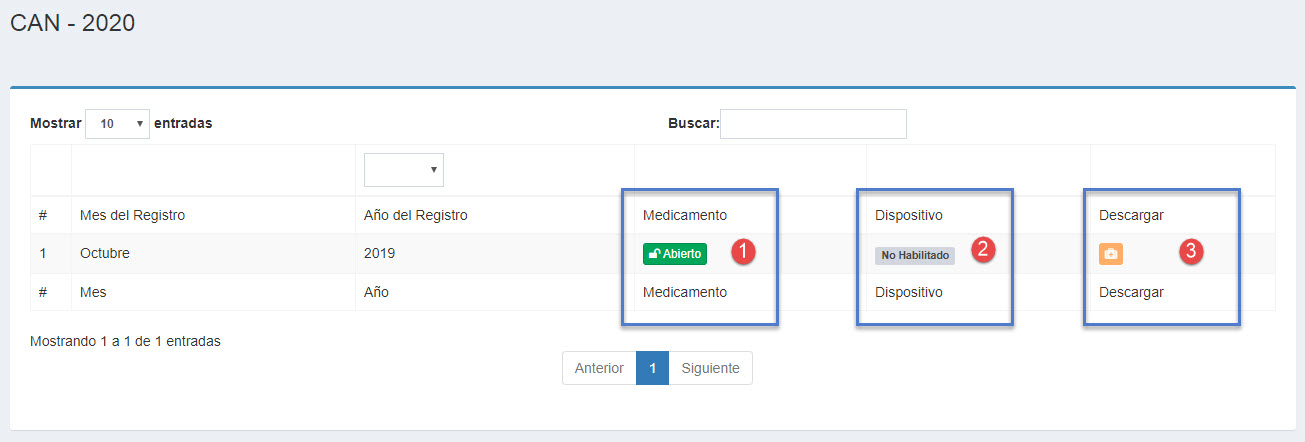 CAN - 2020
Mostrar 10 entradas Buscar:
# Mes del Registro Año del Registro Medicamento Dispositivo Descargar
1 Octubre 2019 Abierto 1 No Habilitado 2 3
# Mes Año Medicamento Dispositivo Descargar
Mostrando 1 a 1 de 1 entradas
Anterior 1 Siguiente